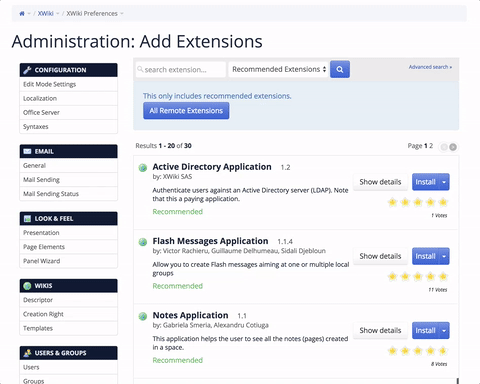 / XWiki / XWiki Preferences
Administration: Add Extensions
CONFIGURATION
Edit Mode Settings
Localization
Office Server
Syntaxes
EMAIL
General
Mail Sending
Mail Sending Status
LOOK & FEEL
Presentation
Page Elements
Panel Wizard
WIKIS
Descriptor
Creation Right
Templates
USERS & GROUPS
Users
Groups
search extension...
Recommended Extensions
Advanced search »
This only includes recommended extensions.
All Remote Extensions
Results 1 - 20 of 30
Page 1 2
Active Directory Application 1.2
by: XWiki SAS
Authenticate users against an Active Directory server (LDAP). Note
that this a paying application.
Recommended
Show details
Install
1 Votes
Flash Messages Application 1.1.4
by: Victor Rachieru, Guillaume Delhumeau, Sidali Djebloun
Allow you to create Flash messages aiming at one or multiple local
groups
Recommended
Show details
Install
11 Votes
Notes Application 1.1
by: Gabriela Smeria, Alexandru Cotiuga
This application helps the user to see all the notes (pages) created
in a space.
Recommended
Show details
Install
8 Votes